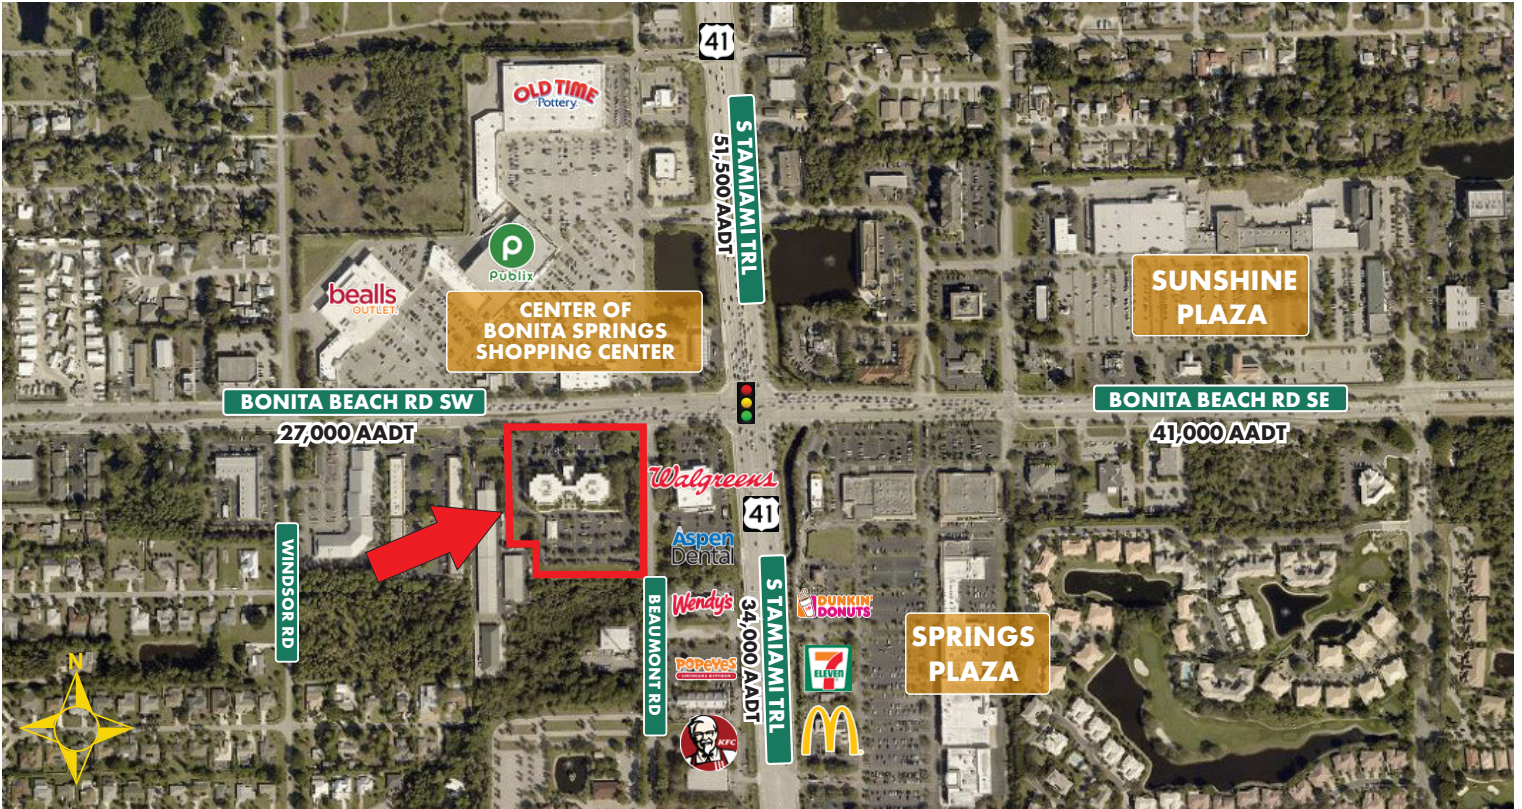 41
OLD TIME
Pottery
S TAMIAMI TRL
51,500 AADT
Publix
bealls
OUTLET
CENTER OF
BONITA SPRINGS
SHOPPING CENTER
SUNSHINE
PLAZA
BONITA BEACH RD SW
27,000 AADT
BONITA BEACH RD SE
41,000 AADT
Walgreens
41
Aspen
Dental
WINDSOR RD
BEAUMONT RD
Wendy's
POPEYES
LOUISIANA KITCHEN
KFC
S TAMIAMI TRL
34,000 AADT
DUNKIN'
DONUTS
7
ELEVEN
SPRINGS
PLAZA
N